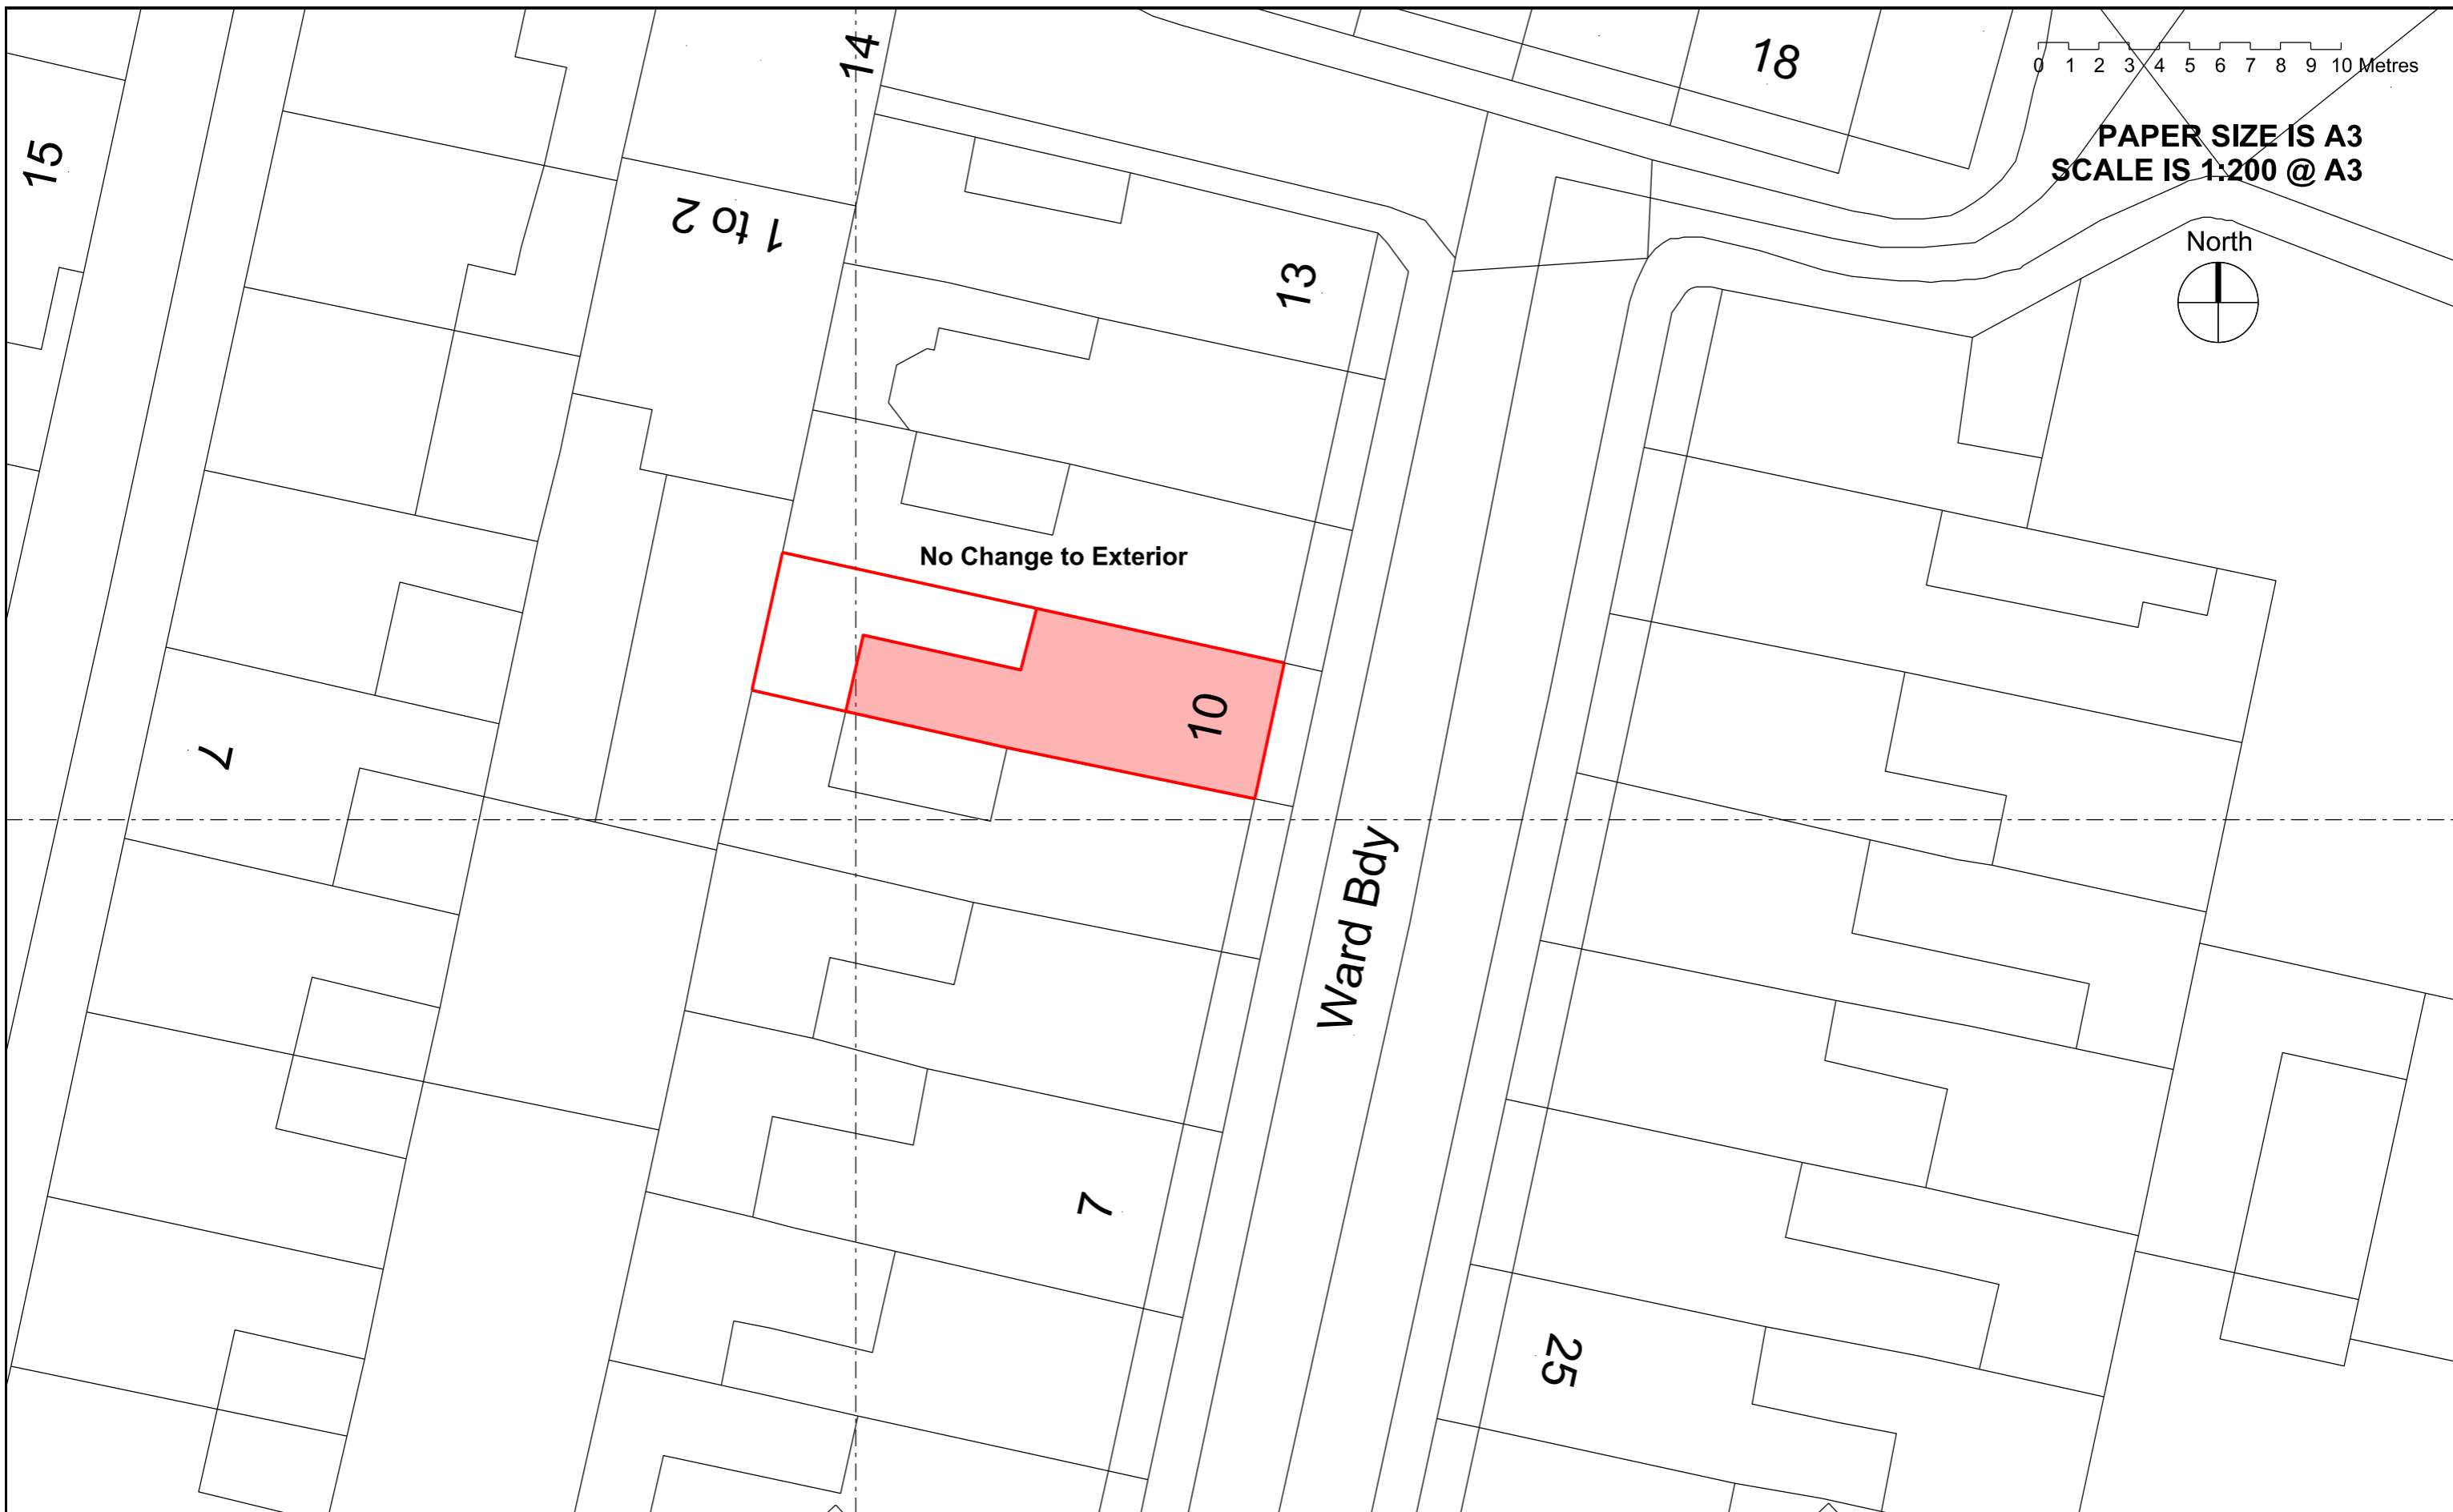 14
18
0 1 2 3 4 5 6 7 8 9 10 Metres
PAPER SIZE IS A3
SCALE IS 1:200 @ A3
15
1 to 2
North
13
No Change to Exterior
10
7
Ward Bdy
7
25